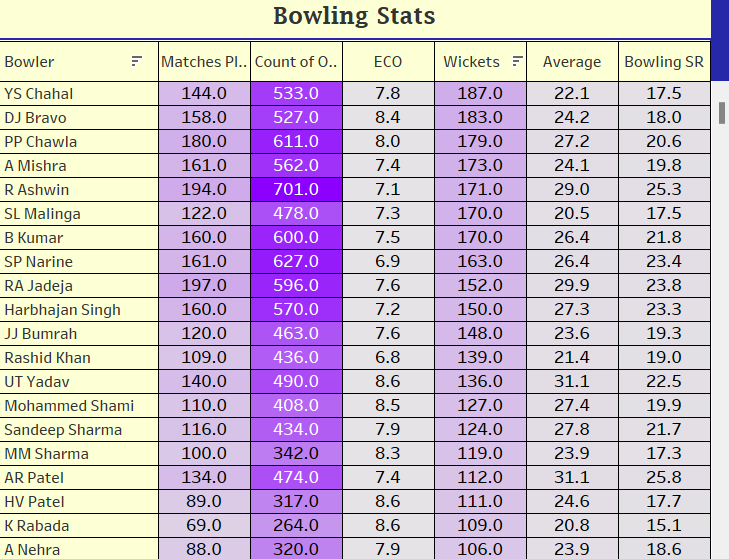 Bowling Stats
Bowler Matches Pl.. Count of O.. ECO Wickets Average Bowling SR
YS Chahal 144.0 533.0 7.8 187.0 22.1 17.5
DJ Bravo 158.0 527.0 8.4 183.0 24.2 18.0
PP Chawla 180.0 611.0 8.0 179.0 27.2 20.6
A Mishra 161.0 562.0 7.4 173.0 24.1 19.8
R Ashwin 194.0 701.0 7.1 171.0 29.0 25.3
SL Malinga 122.0 478.0 7.3 170.0 20.5 17.5
B Kumar 160.0 600.0 7.5 170.0 26.4 21.8
SP Narine 161.0 627.0 6.9 163.0 26.4 23.4
RA Jadeja 197.0 596.0 7.6 152.0 29.9 23.8
Harbhajan Singh 160.0 570.0 7.2 150.0 27.3 23.3
JJ Bumrah 120.0 463.0 7.6 148.0 23.6 19.3
Rashid Khan 109.0 436.0 6.8 139.0 21.4 19.0
UT Yadav 140.0 490.0 8.6 136.0 31.1 22.5
Mohammed Shami 110.0 408.0 8.5 127.0 27.4 19.9
Sandeep Sharma 116.0 434.0 7.9 124.0 27.8 21.7
MM Sharma 100.0 342.0 8.3 119.0 23.9 17.3
AR Patel 134.0 474.0 7.4 112.0 31.1 25.8
HV Patel 89.0 317.0 8.6 111.0 24.6 17.7
K Rabada 69.0 264.0 8.6 109.0 20.8 15.1
A Nehra 88.0 320.0 7.9 106.0 23.9 18.6